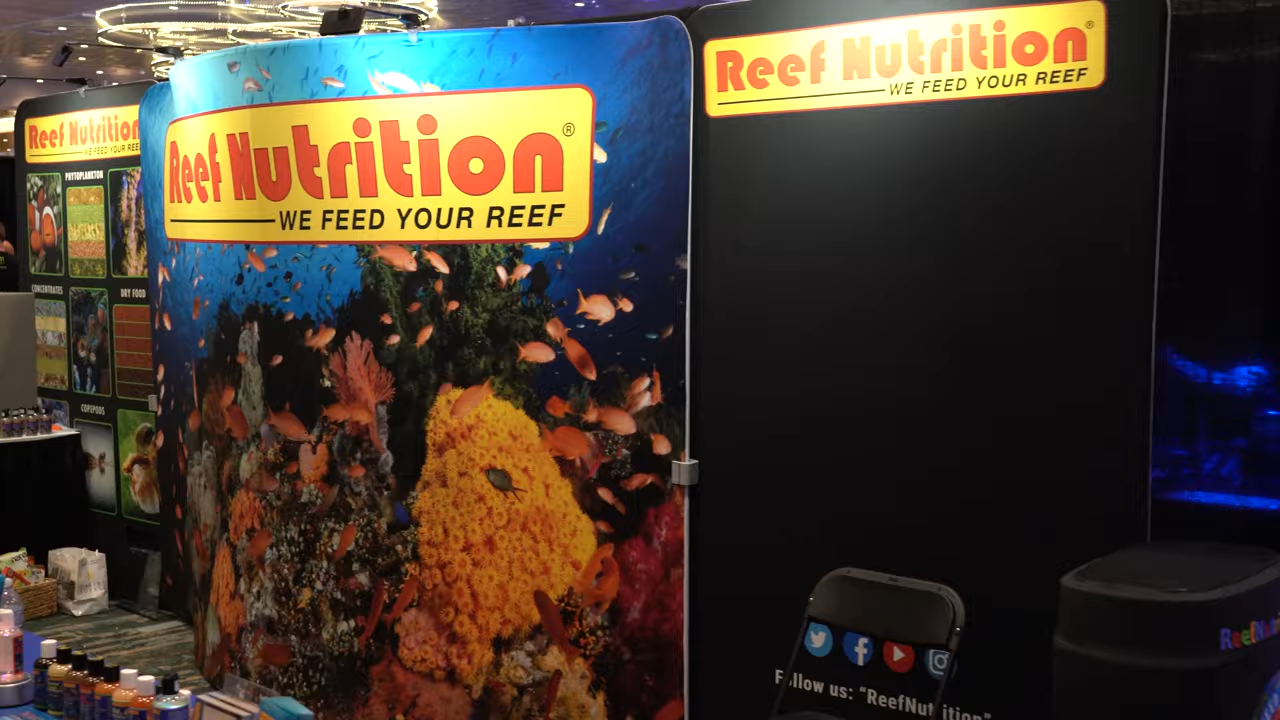 Reef Nutrition
WE FEED YOUR REEF
PHYTOPLANKTON
CONCENTRATES
DRY FOOD
COPEPODS
Reef Nutrition®
WE FEED YOUR REEF
Reef Nutrition®
WE FEED YOUR REEF
Follow us: “ReefNutrition”